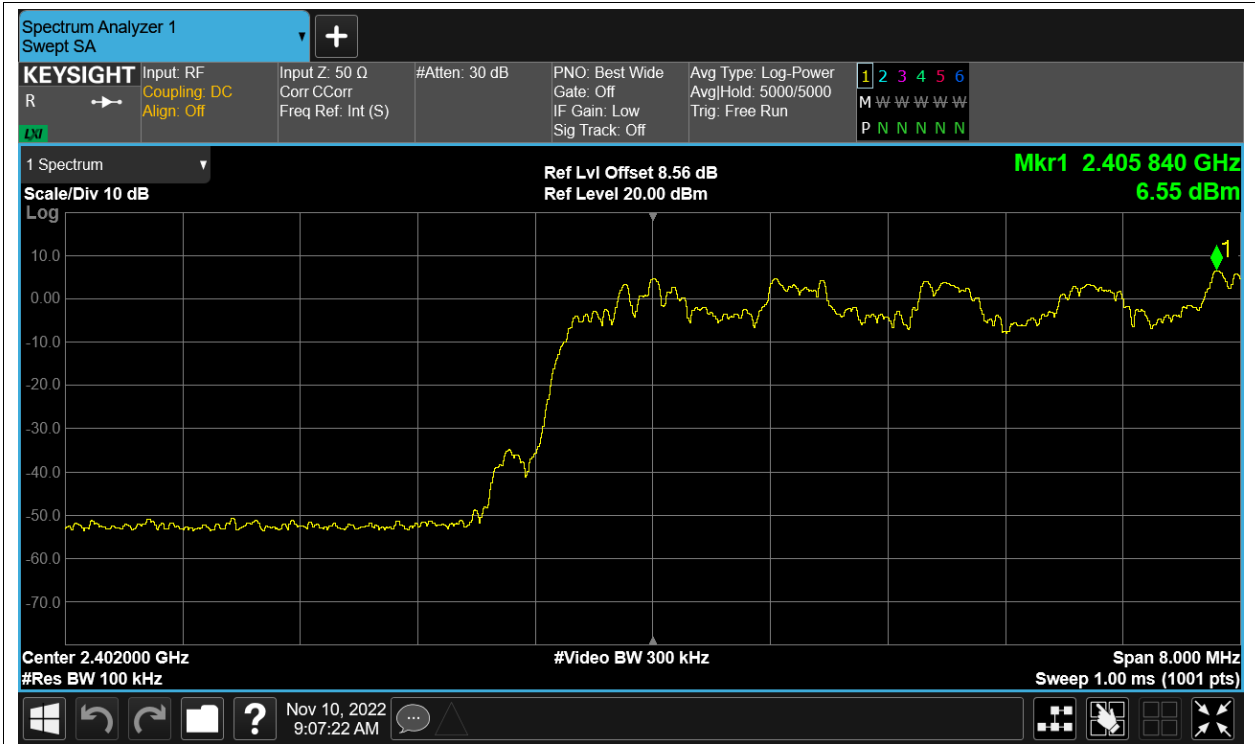 Spectrum Analyzer 1
Swept SA
+
KEYSIGHT
R
LXI
Input: RF
Coupling: DC
Align: Off
Input Z: 50 Ω
Corr CCorr
Freq Ref: Int (S)
#Atten: 30 dB
PNO: Best Wide
Gate: Off
IF Gain: Low
Sig Track: Off
Avg Type: Log-Power
Avg|Hold: 5000/5000
Trig: Free Run
1 2 3 4 5 6
M W W W W W
P N N N N N
1 Spectrum
Scale/Div 10 dB
Log
Ref Lvl Offset 8.56 dB
Ref Level 20.00 dBm
Mkr1 2.405 840 GHz
6.55 dBm
1
10.0
0.00
-10.0
-20.0
-30.0
-40.0
-50.0
-60.0
-70.0
Center 2.402000 GHz
#Res BW 100 kHz
#Video BW 300 kHz
Span 8.000 MHz
Sweep 1.00 ms (1001 pts)
?
Nov 10, 2022
9:07:22 AM